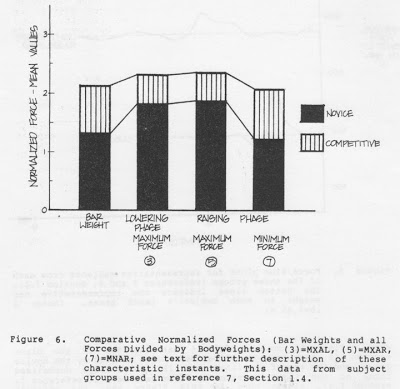 NORMALIZED FORCE - MEAN VALUES
2
1
0
NOVICE
COMPETITIVE
BAR WEIGHT
LOWERING PHASE MAXIMUM FORCE
RAISING PHASE
MAXIMUM FORCE
MINIMUM FORCE
3
5
7
Figure 6. Comparative Normalized Forces (Bar Weights and all
Forces Divided by Bodyweights): (3)=MXAL, (5)=MXAR,
(7)=MNAR; see text for further description of these
characteristic instants. This data from subject
groups used in reference 7, Section 1.4.